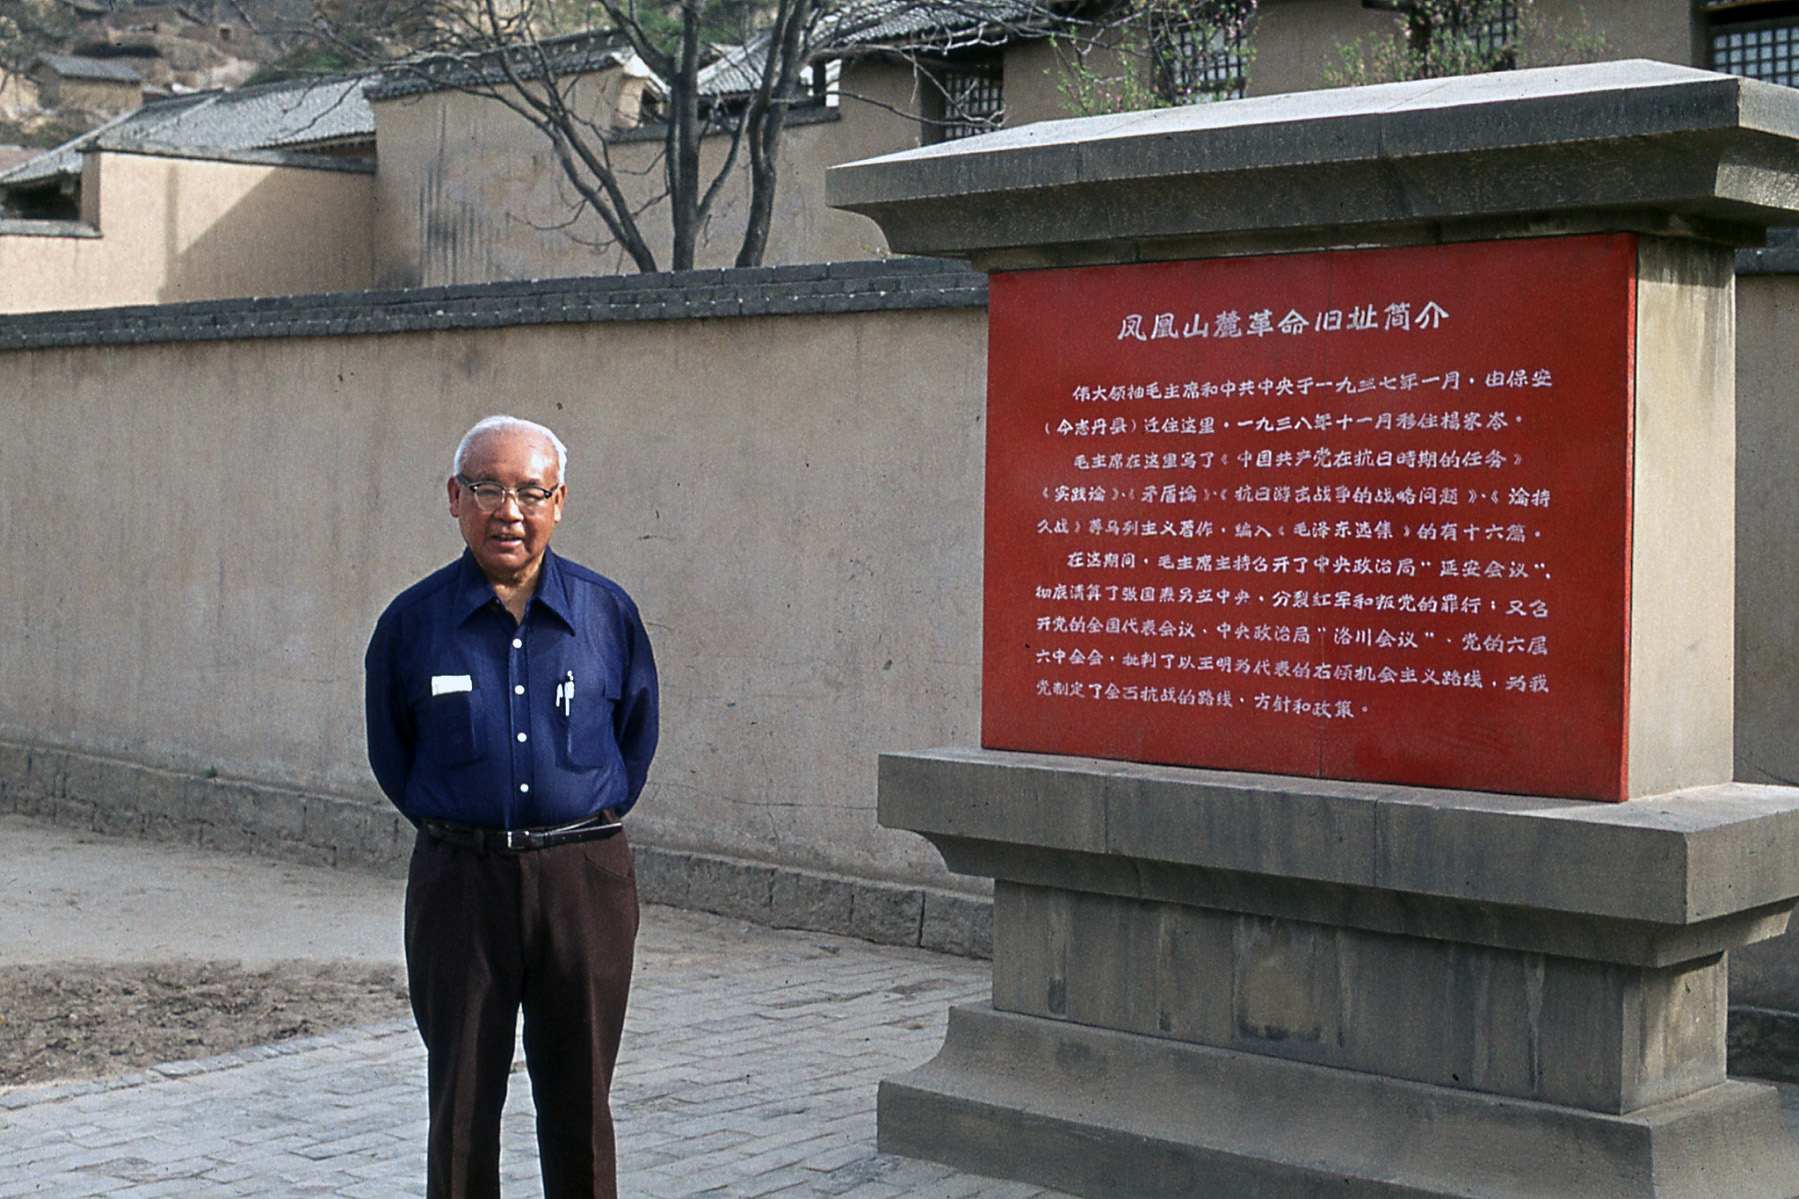 凤凰山麓革命旧址简介
伟大领袖毛主席和中共中央于一九三七年一月,由保安
(今志丹县)迁住这里。一九三八年十一月移住杨家岺。
毛主席在这里写了《中国共产党在抗日時期的任务》
《实践论》·《矛盾论》·《抗日游击战争的战略问题》·《论持
久战》等马列主义著作,编入《毛泽东选集》的有十六篇。
在这期间,毛主席主持召开了中央政治局"延安会议",
彻底清算了张国焘另立中央,分裂红军和叛党的罪行;又召
开党的全国代表会议、中央政治局"洛川会议"、党的六届
六中全会,批判了以王明为代表的右倾机会主义路线,为我
党制定了全面抗战的路线、方针和政策。